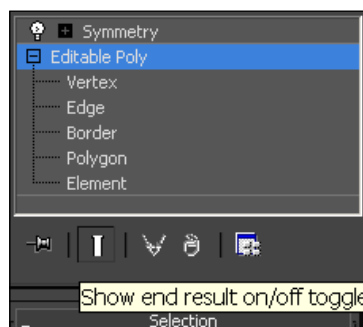 Symmetry
Editable Poly
Vertex
Edge
Border
Polygon
Element
Show end result on/off toggle
Selection